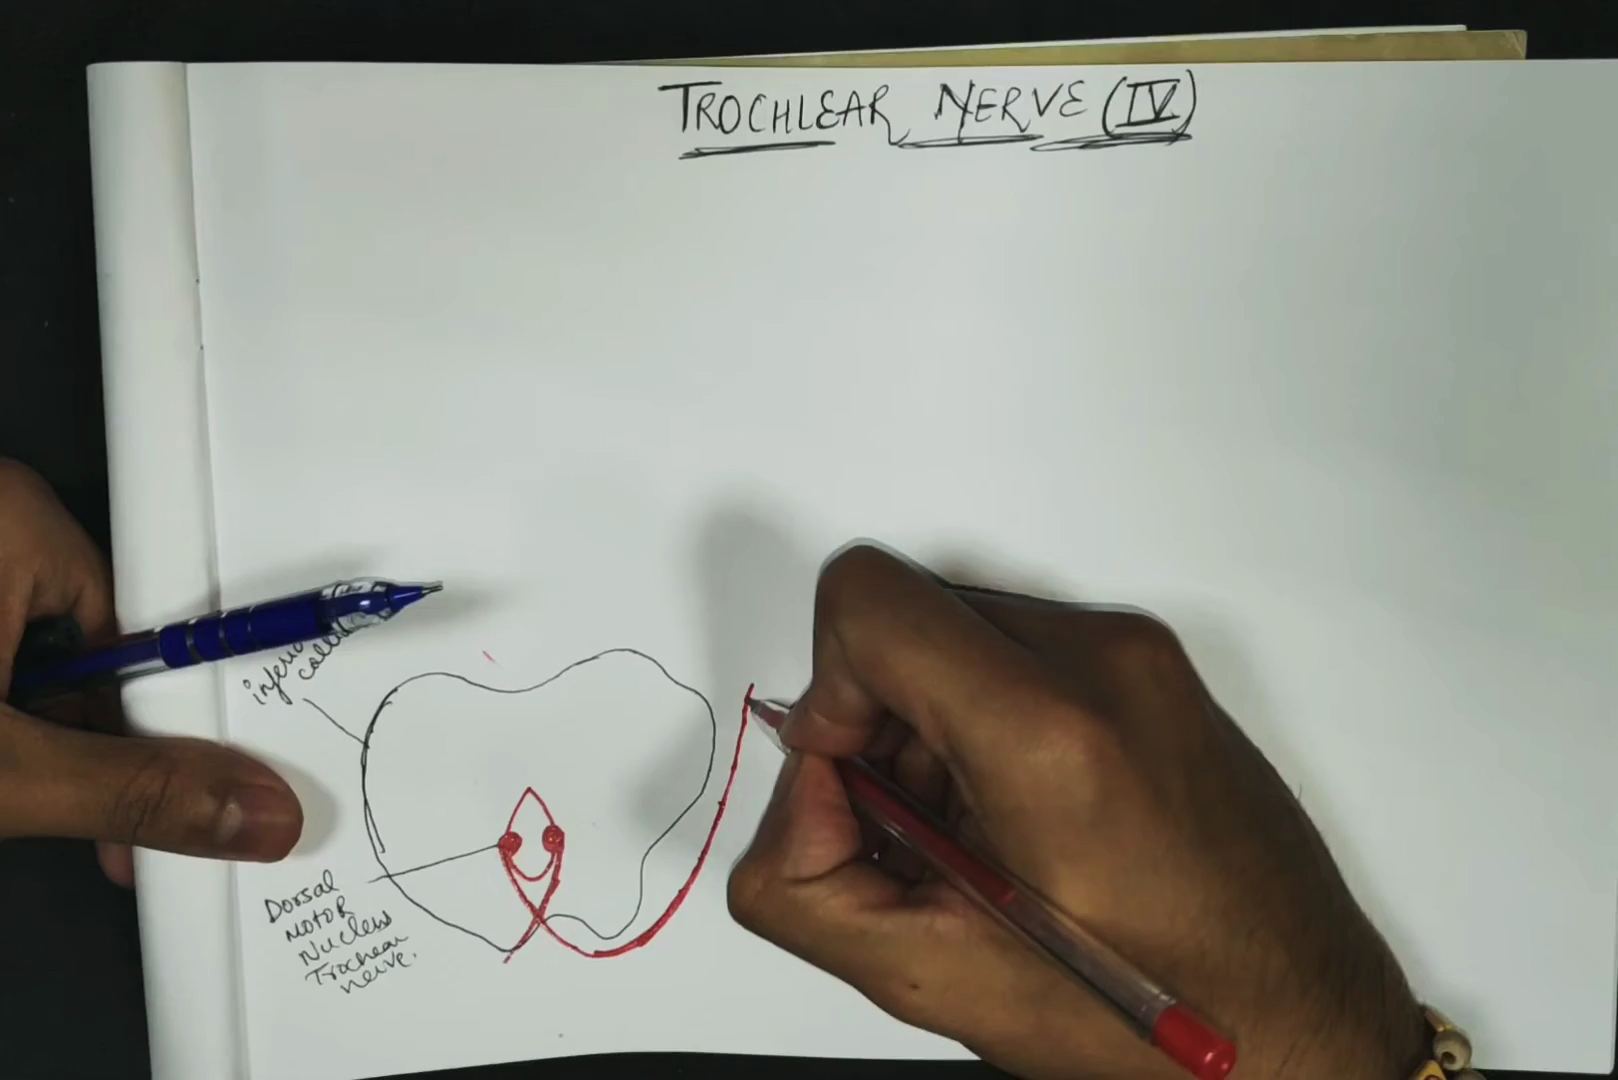 TROCHLEAR NERVE (IV)
Dorsal
MOTOR
Nucleus
Trochear
nerve.